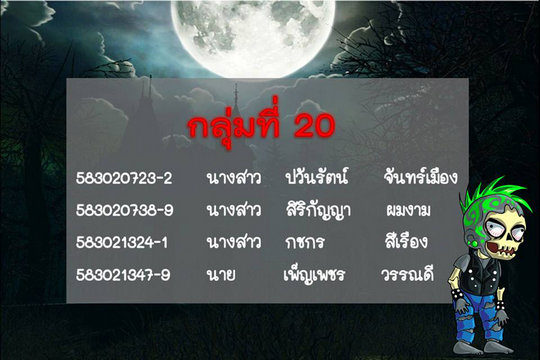 กลุ่มที่ 20
583020723-2 นางสาว ปวันรัตน์ จันทร์เมือง
583020738-9 นางสาว สิริกัญญา ผมงาม
583021324-1 นางสาว กชกร สีเรือง
583021347-9 นาย เพ็ญเพชร วรรณดี